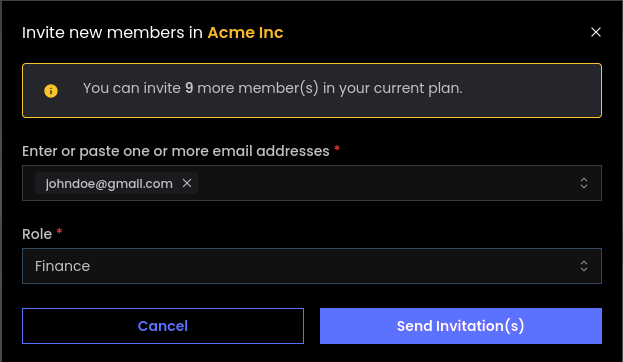 Invite new members in Acme Inc
You can invite 9 more member(s) in your current plan.
Enter or paste one or more email addresses *
johndoe@gmail.com
Role *
Finance
Cancel
Send Invitation(s)